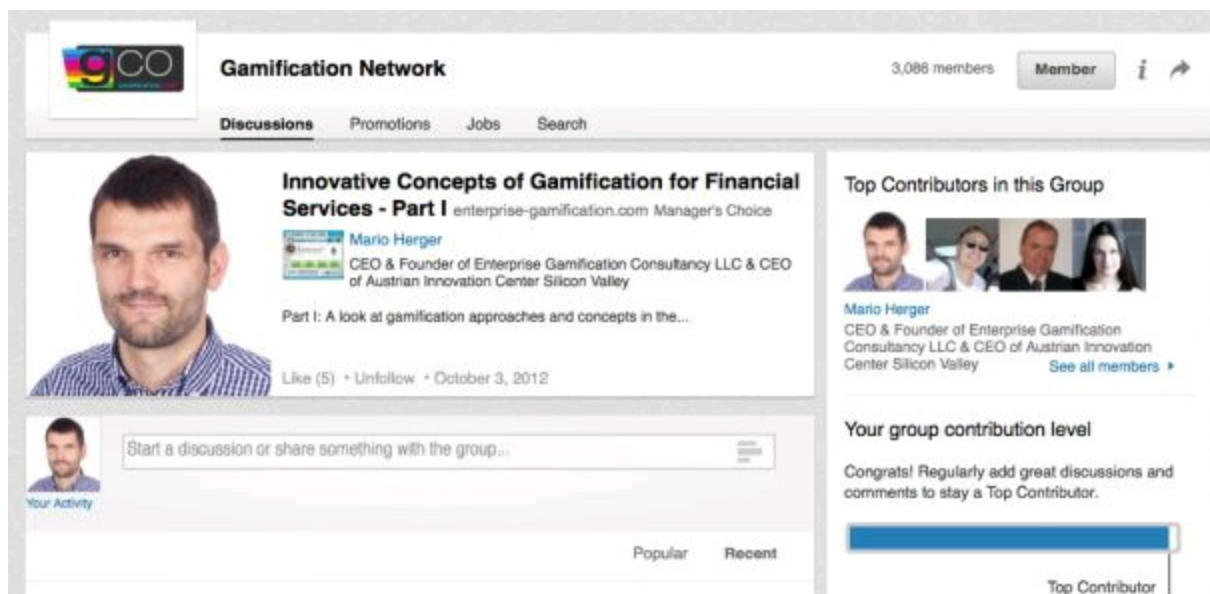 gCO
Gamification Network
3,086 members
Member
i
Discussions Promotions Jobs Search
Innovative Concepts of Gamification for Financial
Services - Part I enterprise-gamification.com Manager's Choice
Mario Herger
CEO & Founder of Enterprise Gamification Consultancy LLC & CEO
of Austrian Innovation Center Silicon Valley
Part I: A look at gamification approaches and concepts in the...
Like (5) • Unfollow • October 3, 2012
Start a discussion or share something with the group...
Your Activity
Popular Recent
Top Contributors in this Group
Mario Herger
CEO & Founder of Enterprise Gamification
Consultancy LLC & CEO of Austrian Innovation
Center Silicon Valley See all members
Your group contribution level
Congrats! Regularly add great discussions and
comments to stay a Top Contributor.
Top Contributor